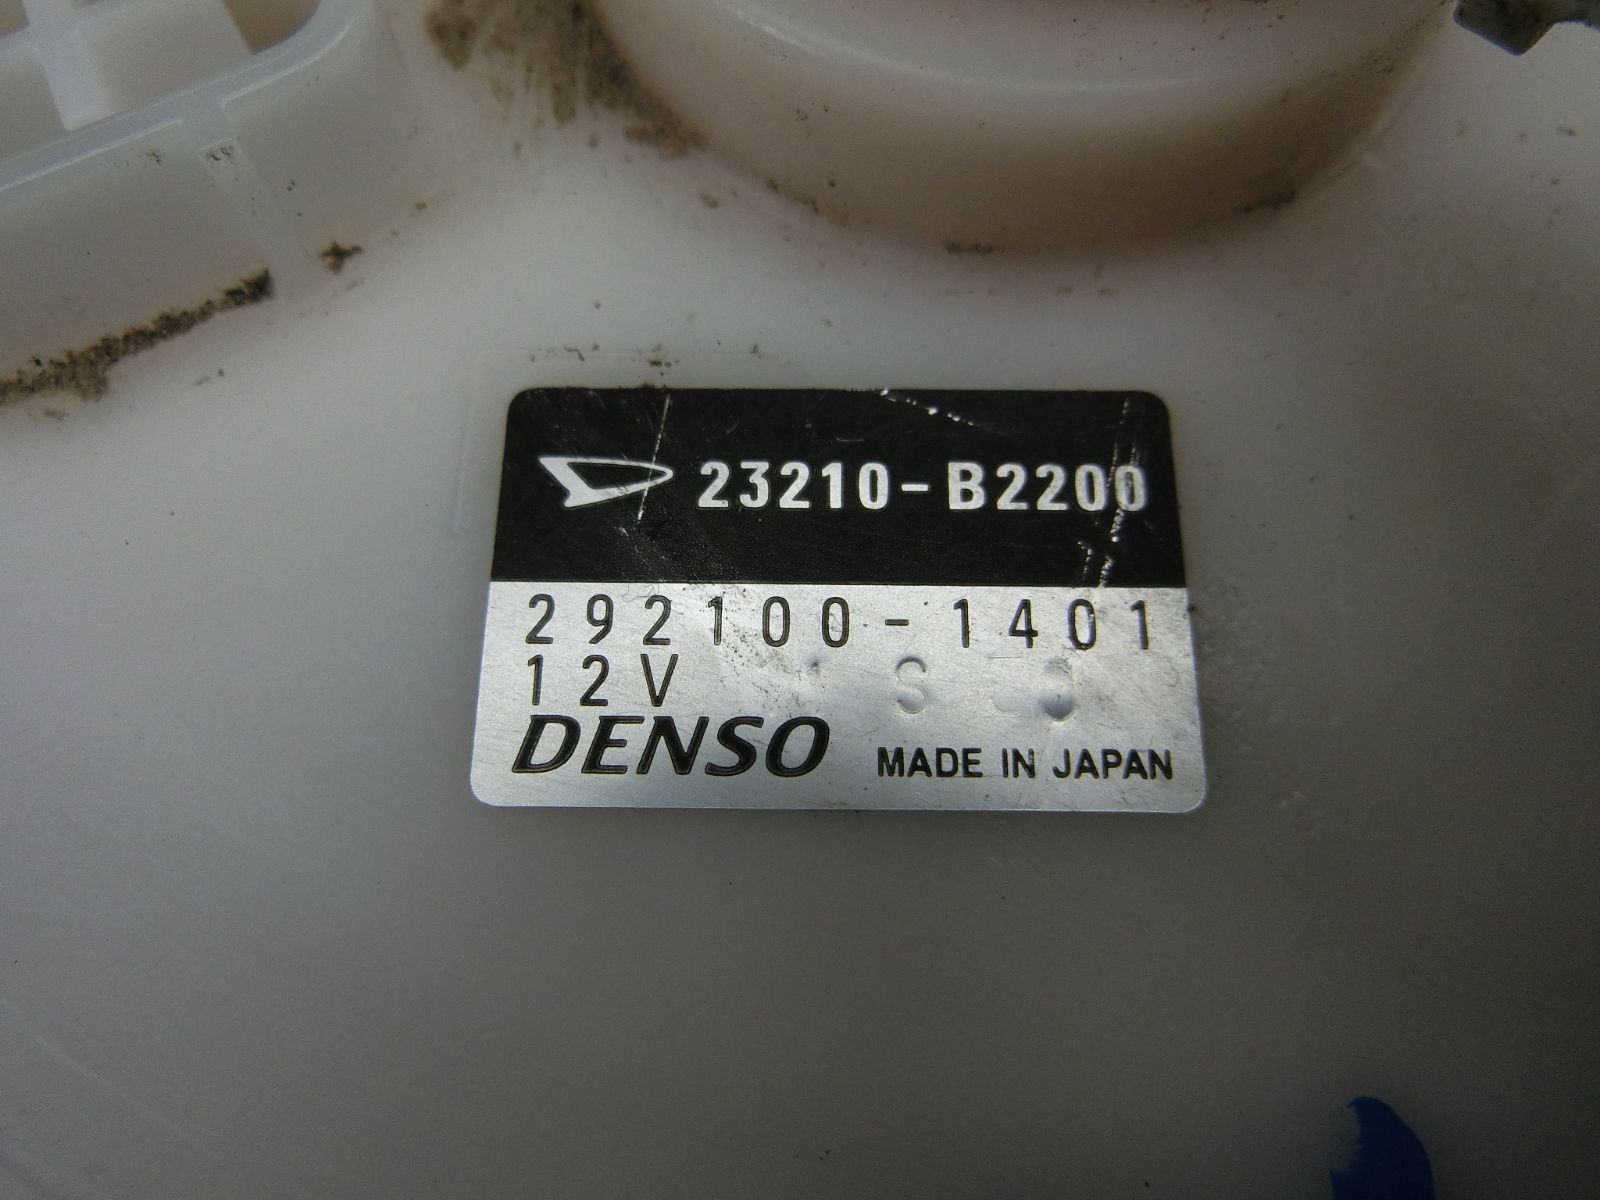 23210-B2200
292100-1401
12V S
DENSO MADE IN JAPAN